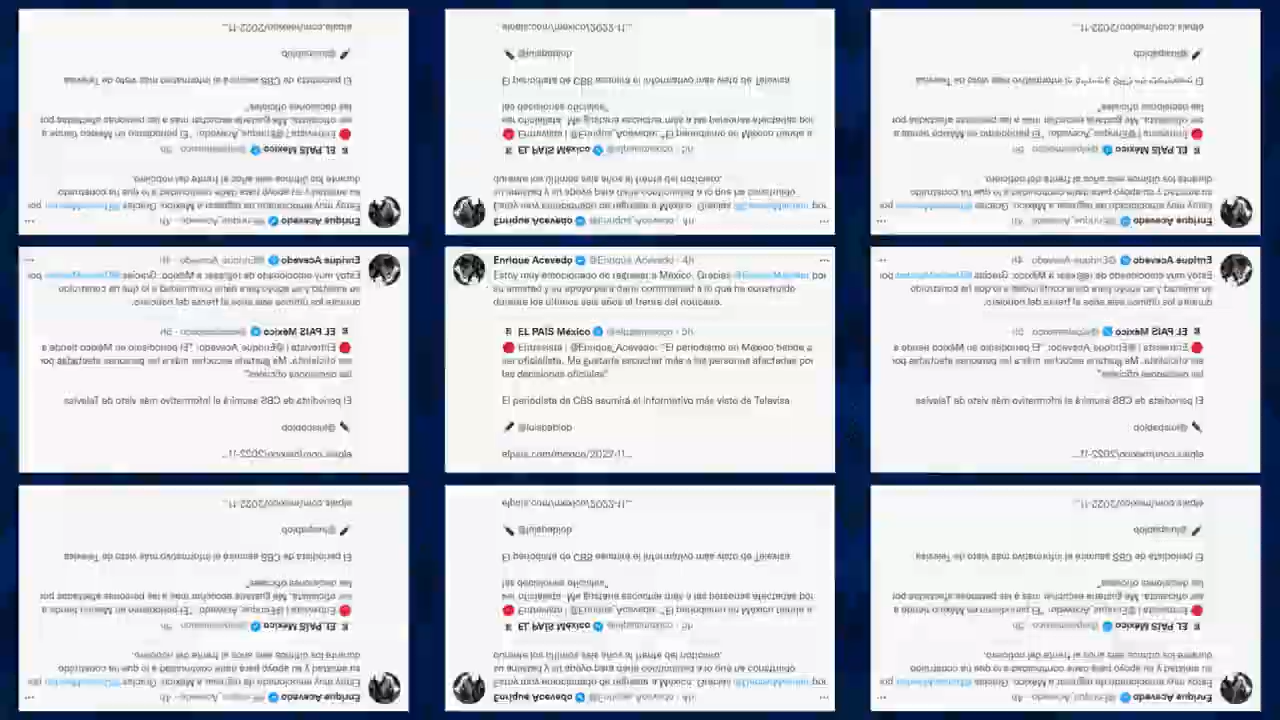 Enrique Acevedo @Enrique_Acevedo · 4h
Estoy muy emocionado de regresar a México. Gracias por
su amistad y su apoyo para darle continuidad a lo que ha construido
durante los últimos seis años al frente del noticiero.
EL PAÍS México @elpaismexico · 5h
Entrevista | @Enrique_Acevedo: "El periodismo en México tiende a
ser oficialista. Me gustaría escuchar más a las personas afectadas por
las decisiones oficiales"
El periodista de CBS asumirá el informativo más visto de Televisa
@luispablob
elpais.com/mexico/2022-11...